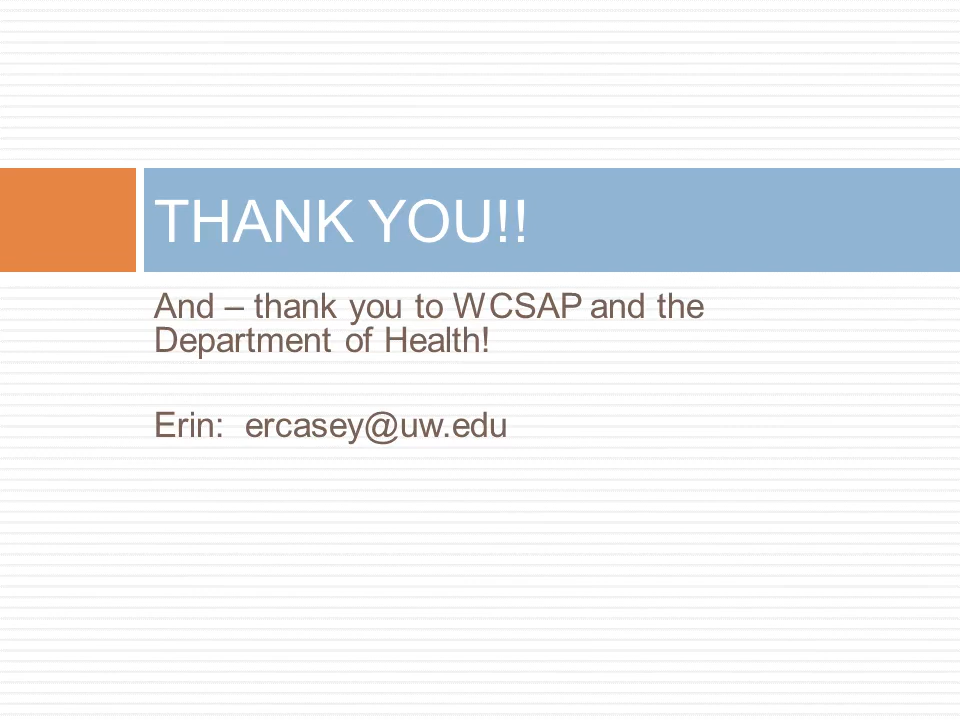 THANK YOU!!
And – thank you to WCSAP and the
Department of Health!
Erin:  ercasey@uw.edu